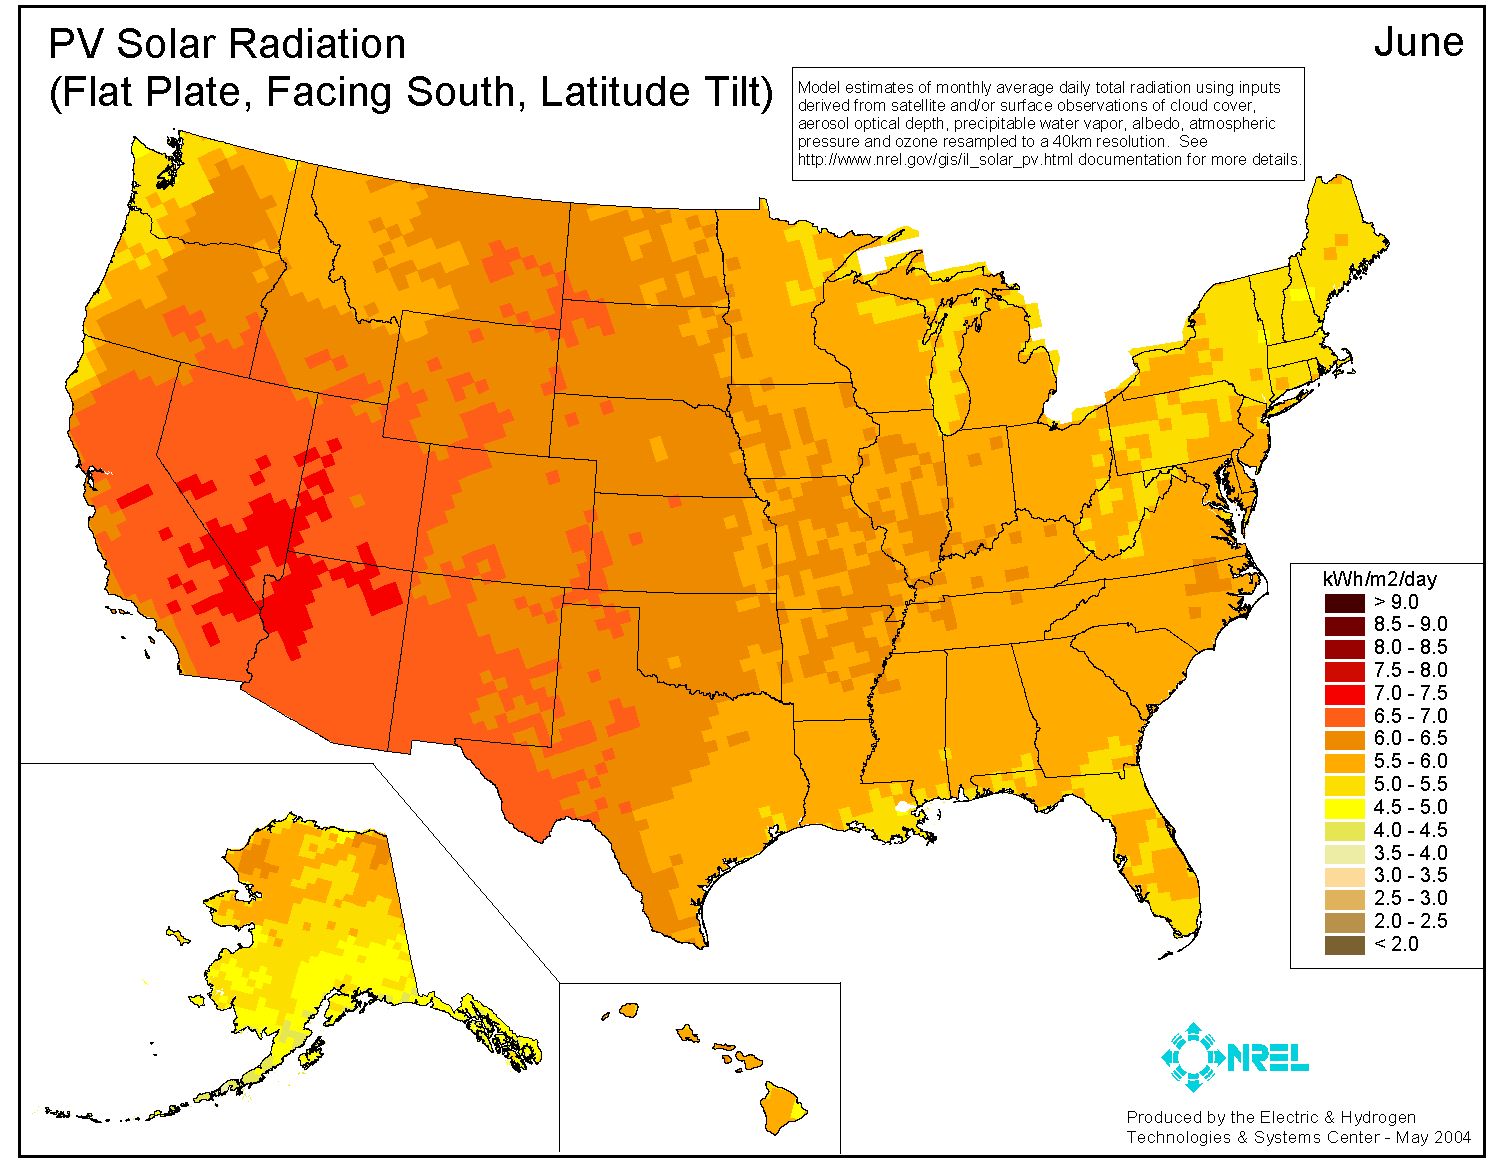 PV Solar Radiation
(Flat Plate, Facing South, Latitude Tilt)
June
Model estimates of monthly average daily total radiation using inputs
derived from satellite and/or surface observations of cloud cover,
aerosol optical depth, precipitable water vapor, albedo, atmospheric
pressure and ozone resampled to a 40km resolution.  See
http://www.nrel.gov/gis/il_solar_pv.html documentation for more details.
kWh/m2/day
> 9.0
8.5 - 9.0
8.0 - 8.5
7.5 - 8.0
7.0 - 7.5
6.5 - 7.0
6.0 - 6.5
5.5 - 6.0
5.0 - 5.5
4.5 - 5.0
4.0 - 4.5
3.5 - 4.0
3.0 - 3.5
2.5 - 3.0
2.0 - 2.5
< 2.0
NREL
Produced by the Electric & Hydrogen
Technologies & Systems Center - May 2004